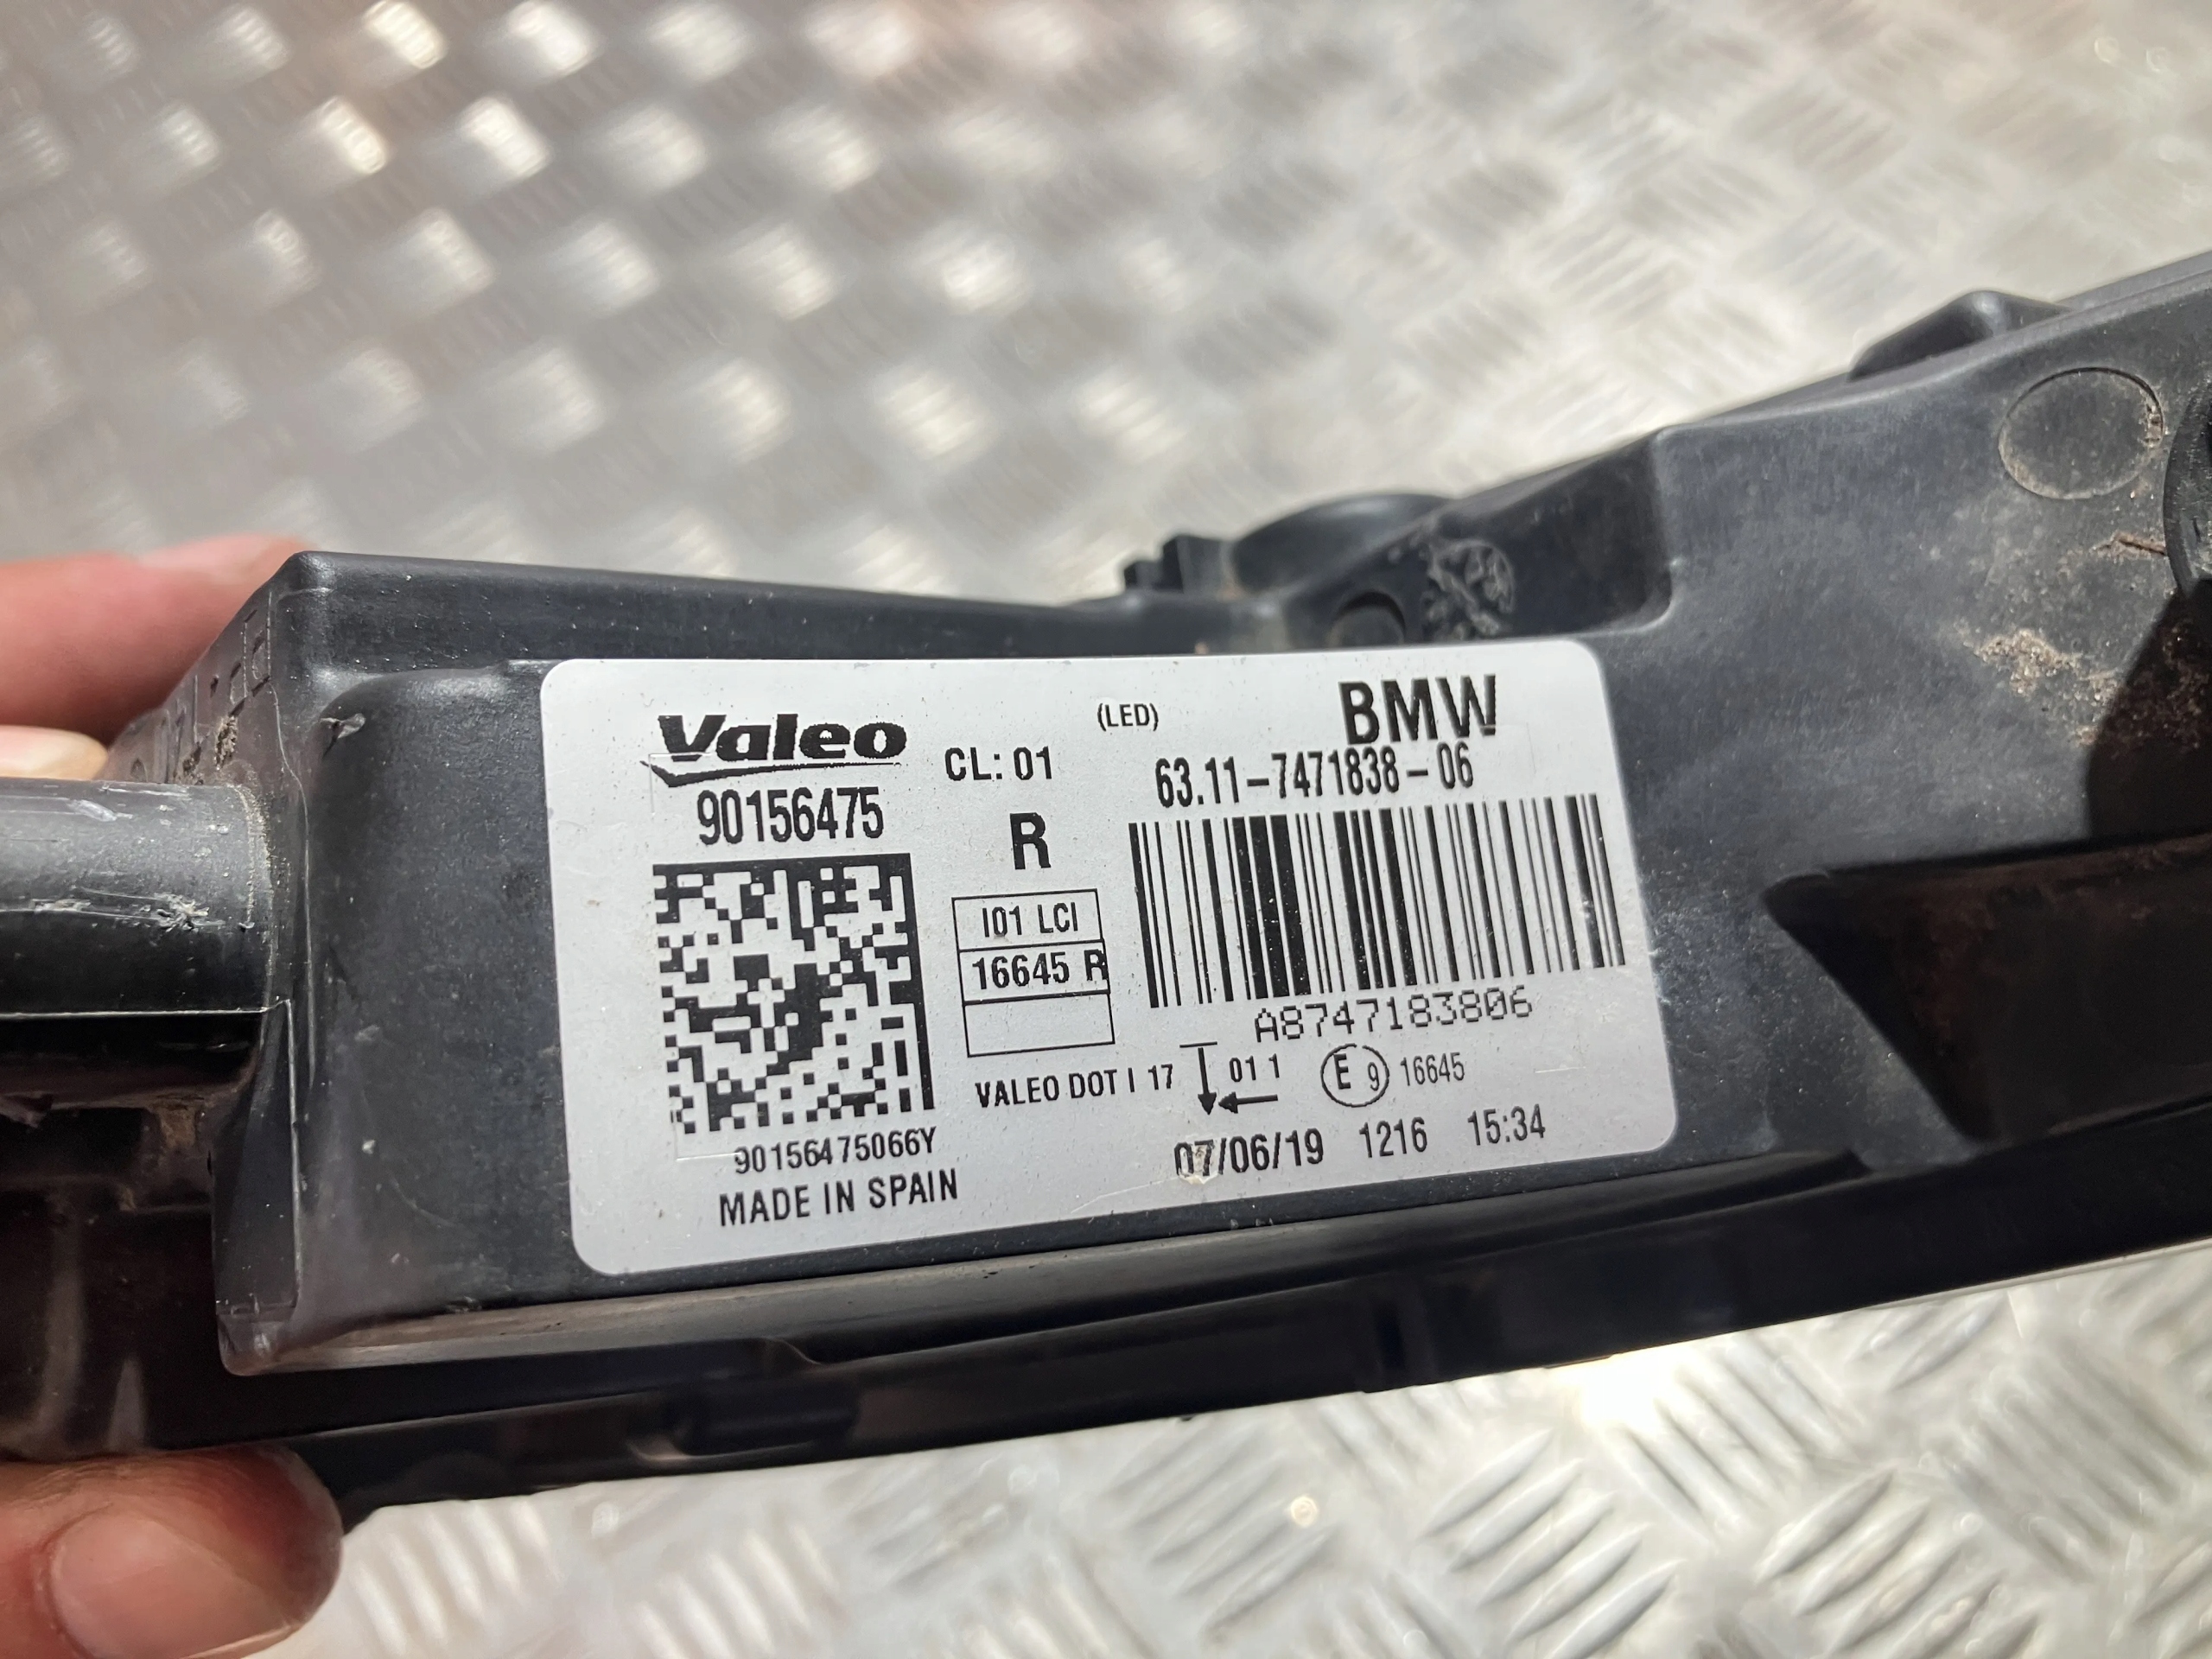 Valeo
90156475
90156475066Y
MADE IN SPAIN
CL: 01
R
I01 LCI
16645 R
VALEO DOT I 17
(LED)
BMW
63.11-7471838-06
A8747183806
01 1
E 9 16645
07/06/19 1216 15:34